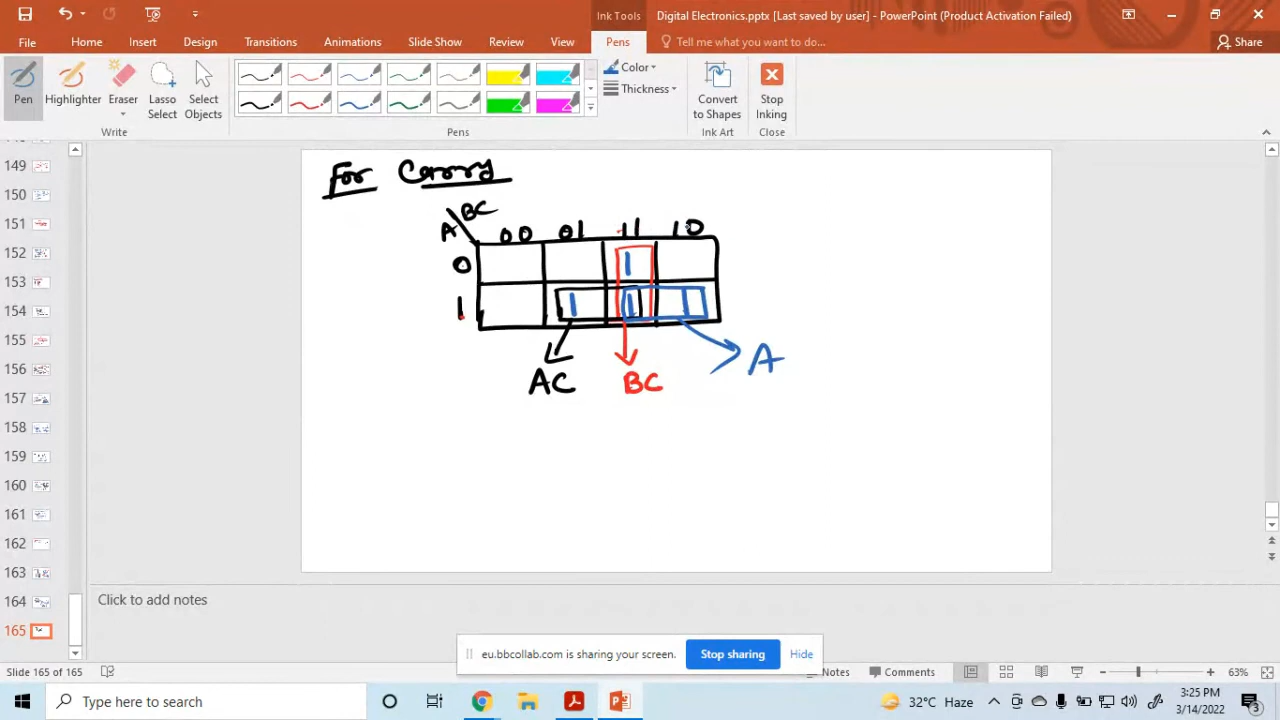 Ink Tools
Digital Electronics.pptx [Last saved by user] - PowerPoint (Product Activation Failed)
File Home Insert Design Transitions Animations Slide Show Review View Pens Tell me what you want to do... Share
Pen Highlighter Eraser Lasso Select Select Objects
Color
Thickness
Convert to Shapes
Stop Inking
Write Pens Ink Art Close
149
150
151
152
153
154
155
156
157
158
159
160
161
162
163
164
165
For Carry
A BC
00 01 11 10
0 1
1 1 1 1
AC BC A
Click to add notes
eu.bbcollab.com is sharing your screen. Stop sharing Hide
Slide 165 of 165 Notes Comments 63%
Type here to search 32°C Haze 3:25 PM
3/14/2022 3